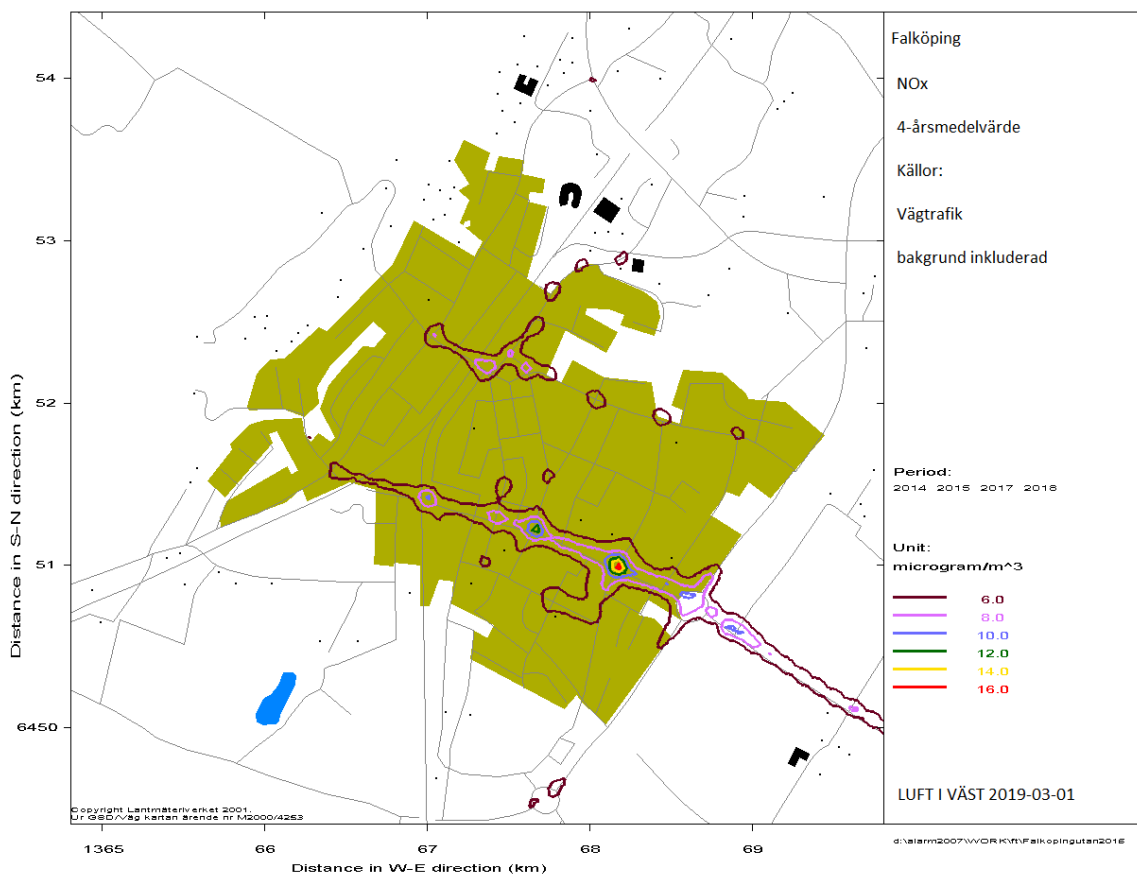 Falköping
NOx
4-årsmedelvärde
Källor:
Vägtrafik
bakgrund inkluderad
Period:
2014 2015 2017 2018
Unit:
microgram/m^3
6.0
8.0
10.0
12.0
14.0
16.0
LUFT I VÄST 2019-03-01
d:\alarm2007\WORK\ft\Falkopingutan2016
Distance in S-N direction (km)
54
53
52
51
6450
Copyright Lantmäteriverket 2001.
Ur GSD/Väg kartan ärende nr M2000/4253
1365 66 67 68 69
Distance in W-E direction (km)